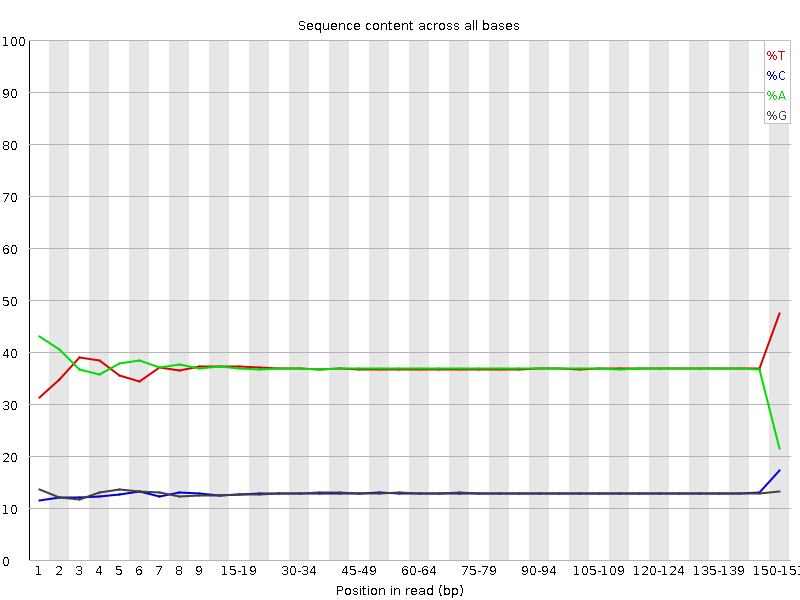 Sequence content across all bases
100
90
80
70
60
50
40
30
20
10
0
%T
%C
%A
%G
1 2 3 4 5 6 7 8 9 15-19 30-34 45-49 60-64 75-79 90-94 105-109 120-124 135-139 150-151
Position in read (bp)